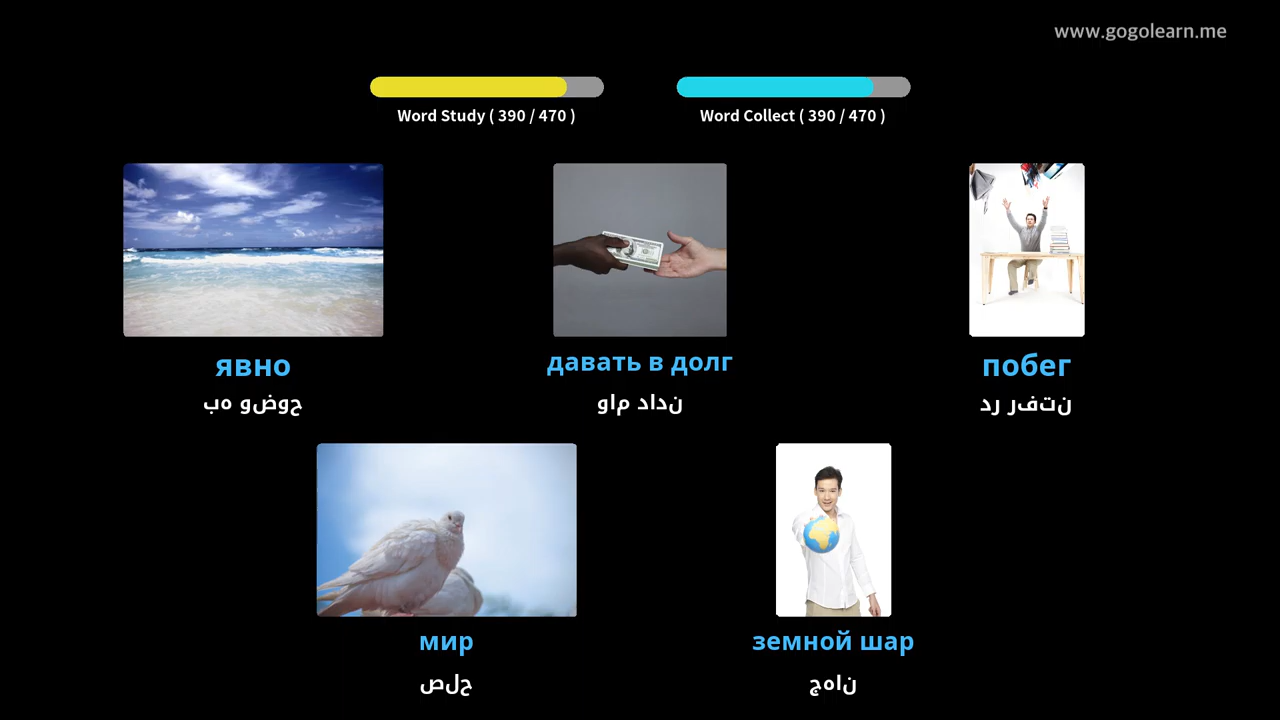 www.gogolearn.me
Word Study ( 390 / 470 )
Word Collect ( 390 / 470 )
явно
به وضوح
давать в долг
وام دادن
побег
در رفتن
мир
صلح
земной шар
جهان